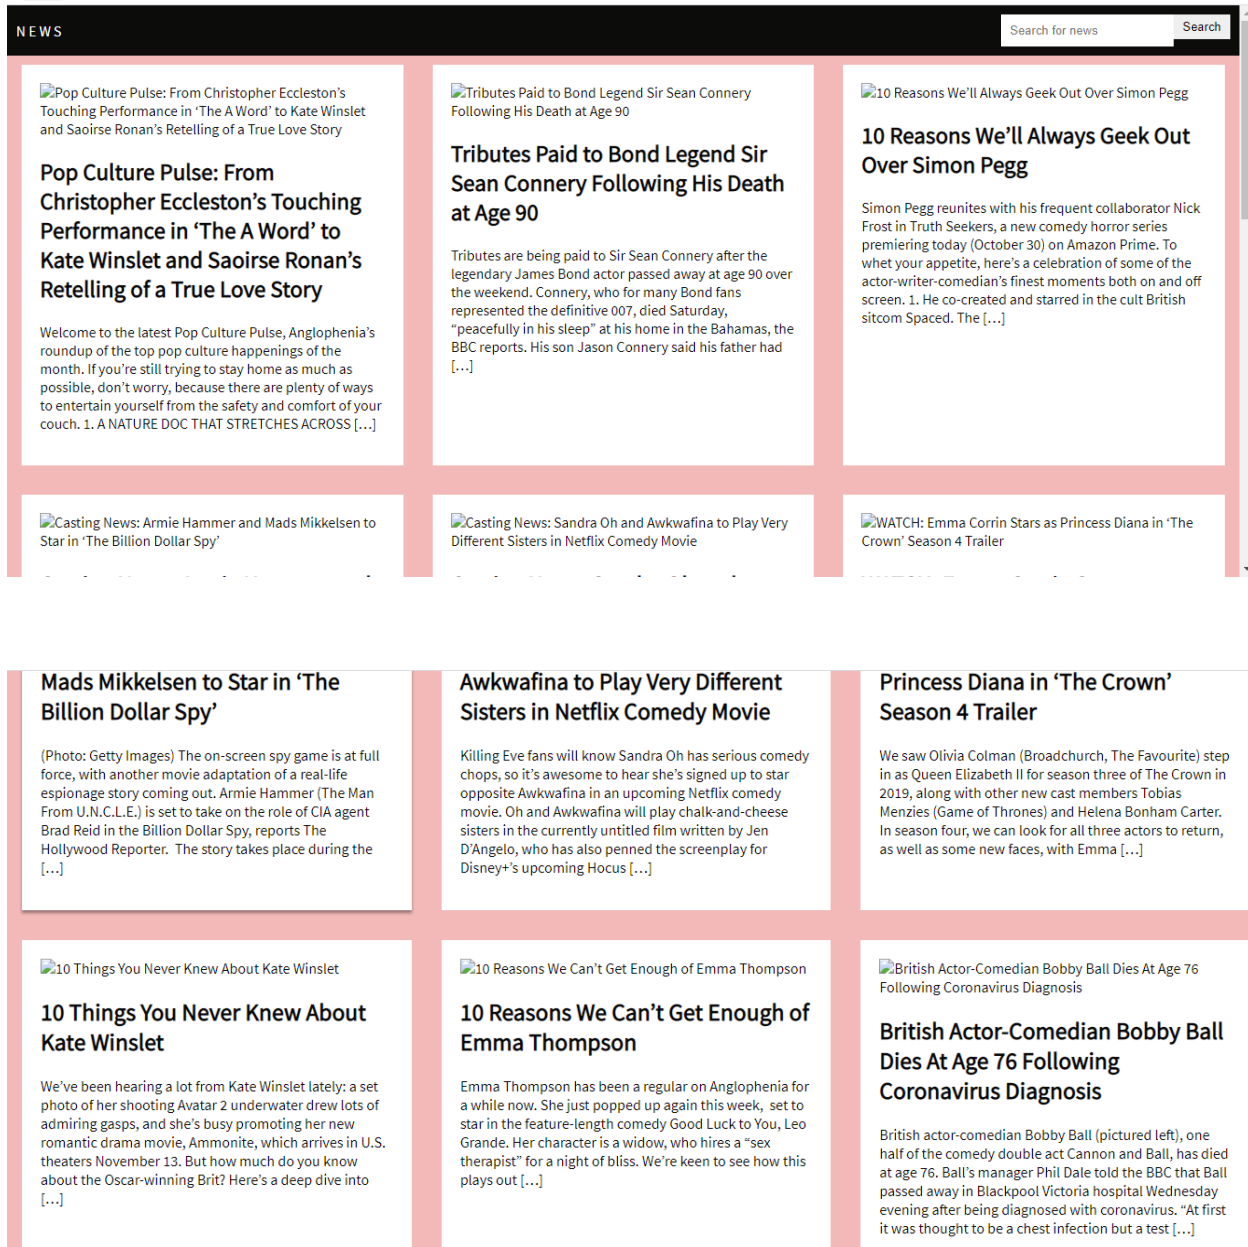 NEWS
Search for news
Search
Pop Culture Pulse: From Christopher Eccleston's
Touching Performance in 'The A Word' to Kate Winslet
and Saoirse Ronan's Retelling of a True Love Story
Pop Culture Pulse: From
Christopher Eccleston's Touching
Performance in 'The A Word' to
Kate Winslet and Saoirse Ronan's
Retelling of a True Love Story
Welcome to the latest Pop Culture Pulse, Anglophenia's
roundup of the top pop culture happenings of the
month. If you're still trying to stay home as much as
possible, don't worry, because there are plenty of ways
to entertain yourself from the safety and comfort of your
couch. 1. A NATURE DOC THAT STRETCHES ACROSS […]
Tributes Paid to Bond Legend Sir Sean Connery
Following His Death at Age 90
Tributes Paid to Bond Legend Sir
Sean Connery Following His Death
at Age 90
Tributes are being paid to Sir Sean Connery after the
legendary James Bond actor passed away at age 90 over
the weekend. Connery, who for many Bond fans
represented the definitive 007, died Saturday,
“peacefully in his sleep” at his home in the Bahamas, the
BBC reports. His son Jason Connery said his father had
[…]
10 Reasons We'll Always Geek Out Over Simon Pegg
10 Reasons We'll Always Geek Out
Over Simon Pegg
Simon Pegg reunites with his frequent collaborator Nick
Frost in Truth Seekers, a new comedy horror series
premiering today (October 30) on Amazon Prime. To
whet your appetite, here's a celebration of some of the
actor-writer-comedian's finest moments both on and off
screen. 1. He co-created and starred in the cult British
sitcom Spaced. The […]
Casting News: Armie Hammer and Mads Mikkelsen to
Star in 'The Billion Dollar Spy'
Casting News: Sandra Oh and Awkwafina to Play Very
Different Sisters in Netflix Comedy Movie
WATCH: Emma Corrin Stars as Princess Diana in 'The
Crown' Season 4 Trailer
Mads Mikkelsen to Star in 'The
Billion Dollar Spy'
(Photo: Getty Images) The on-screen spy game is at full
force, with another movie adaptation of a real-life
espionage story coming out. Armie Hammer (The Man
From U.N.C.L.E.) is set to take on the role of CIA agent
Brad Reid in the Billion Dollar Spy, reports The
Hollywood Reporter. The story takes place during the
[…]
Awkwafina to Play Very Different
Sisters in Netflix Comedy Movie
Killing Eve fans will know Sandra Oh has serious comedy
chops, so it's awesome to hear she's signed up to star
opposite Awkwafina in an upcoming Netflix comedy
movie. Oh and Awkwafina will play chalk-and-cheese
sisters in the currently untitled film written by Jen
D'Angelo, who has also penned the screenplay for
Disney+'s upcoming Hocus […]
Princess Diana in 'The Crown'
Season 4 Trailer
We saw Olivia Colman (Broadchurch, The Favourite) step
in as Queen Elizabeth II for season three of The Crown in
2019, along with other new cast members Tobias
Menzies (Game of Thrones) and Helena Bonham Carter.
In season four, we can look for all three actors to return,
as well as some new faces, with Emma […]
10 Things You Never Knew About Kate Winslet
10 Things You Never Knew About
Kate Winslet
We've been hearing a lot from Kate Winslet lately: a set
photo of her shooting Avatar 2 underwater drew lots of
admiring gasps, and she's busy promoting her new
romantic drama movie, Ammonite, which arrives in U.S.
theaters November 13. But how much do you know
about the Oscar-winning Brit? Here's a deep dive into
[…]
10 Reasons We Can't Get Enough of Emma Thompson
10 Reasons We Can't Get Enough of
Emma Thompson
Emma Thompson has been a regular on Anglophenia for
a while now. She just popped up again this week, set to
star in the feature-length comedy Good Luck to You, Leo
Grande. Her character is a widow, who hires a “sex
therapist” for a night of bliss. We're keen to see how this
plays out […]
British Actor-Comedian Bobby Ball Dies At Age 76
Following Coronavirus Diagnosis
British Actor-Comedian Bobby Ball
Dies At Age 76 Following
Coronavirus Diagnosis
British actor-comedian Bobby Ball (pictured left), one
half of the comedy double act Cannon and Ball, has died
at age 76. Ball's manager Phil Dale told the BBC that Ball
passed away in Blackpool Victoria hospital Wednesday
evening after being diagnosed with coronavirus. “At first
it was thought to be a chest infection but a test […]